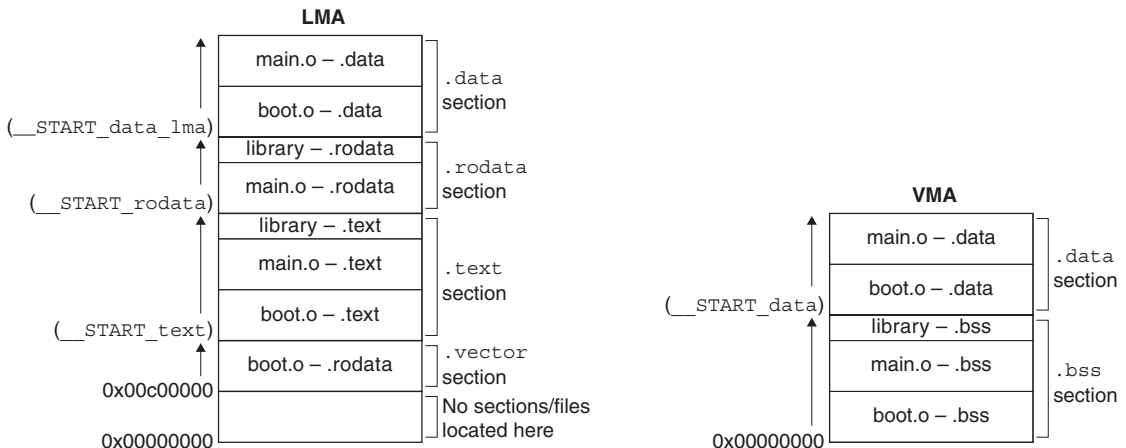 LMA
main.o – .data
boot.o – .data
.data
section
(__START_data_lma)
library – .rodata
main.o – .rodata
.rodata
section
(__START_rodata)
library – .text
main.o – .text
boot.o – .text
.text
section
(__START_text)
boot.o – .rodata
.vector
section
0x00c00000
No sections/files
located here
0x00000000
VMA
main.o – .data
boot.o – .data
.data
section
(__START_data)
library – .bss
main.o – .bss
boot.o – .bss
.bss
section
0x00000000